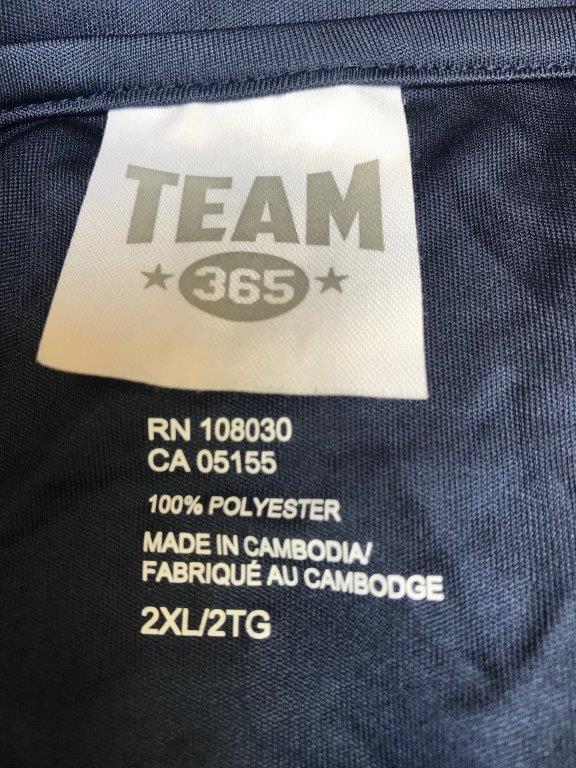 TEAM
★ 365 ★
RN 108030
CA 05155
100% POLYESTER
MADE IN CAMBODIA/
FABRIQUÉ AU CAMBODGE
2XL/2TG